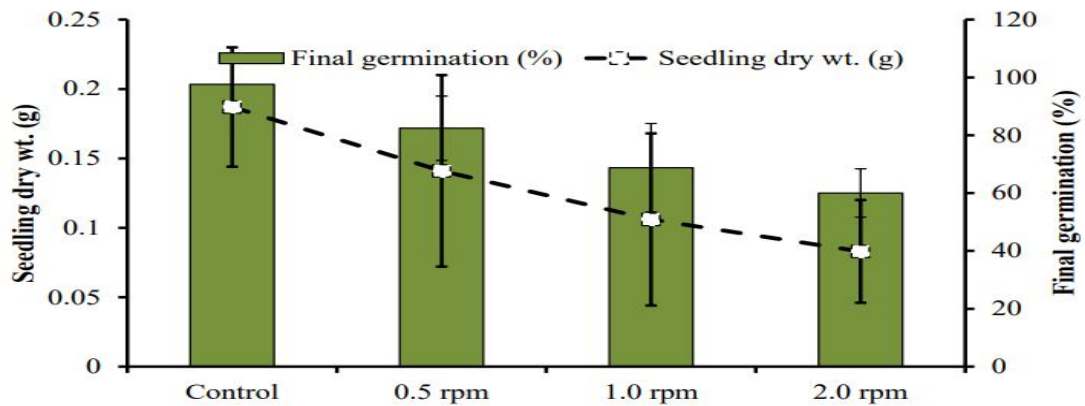 0.25
0.2
0.15
0.1
0.05
0
Seedling dry wt. (g)
Final germination (%)
Seedling dry wt. (g)
120
100
80
60
40
20
0
Final germination (%)
Control
0.5 rpm
1.0 rpm
2.0 rpm